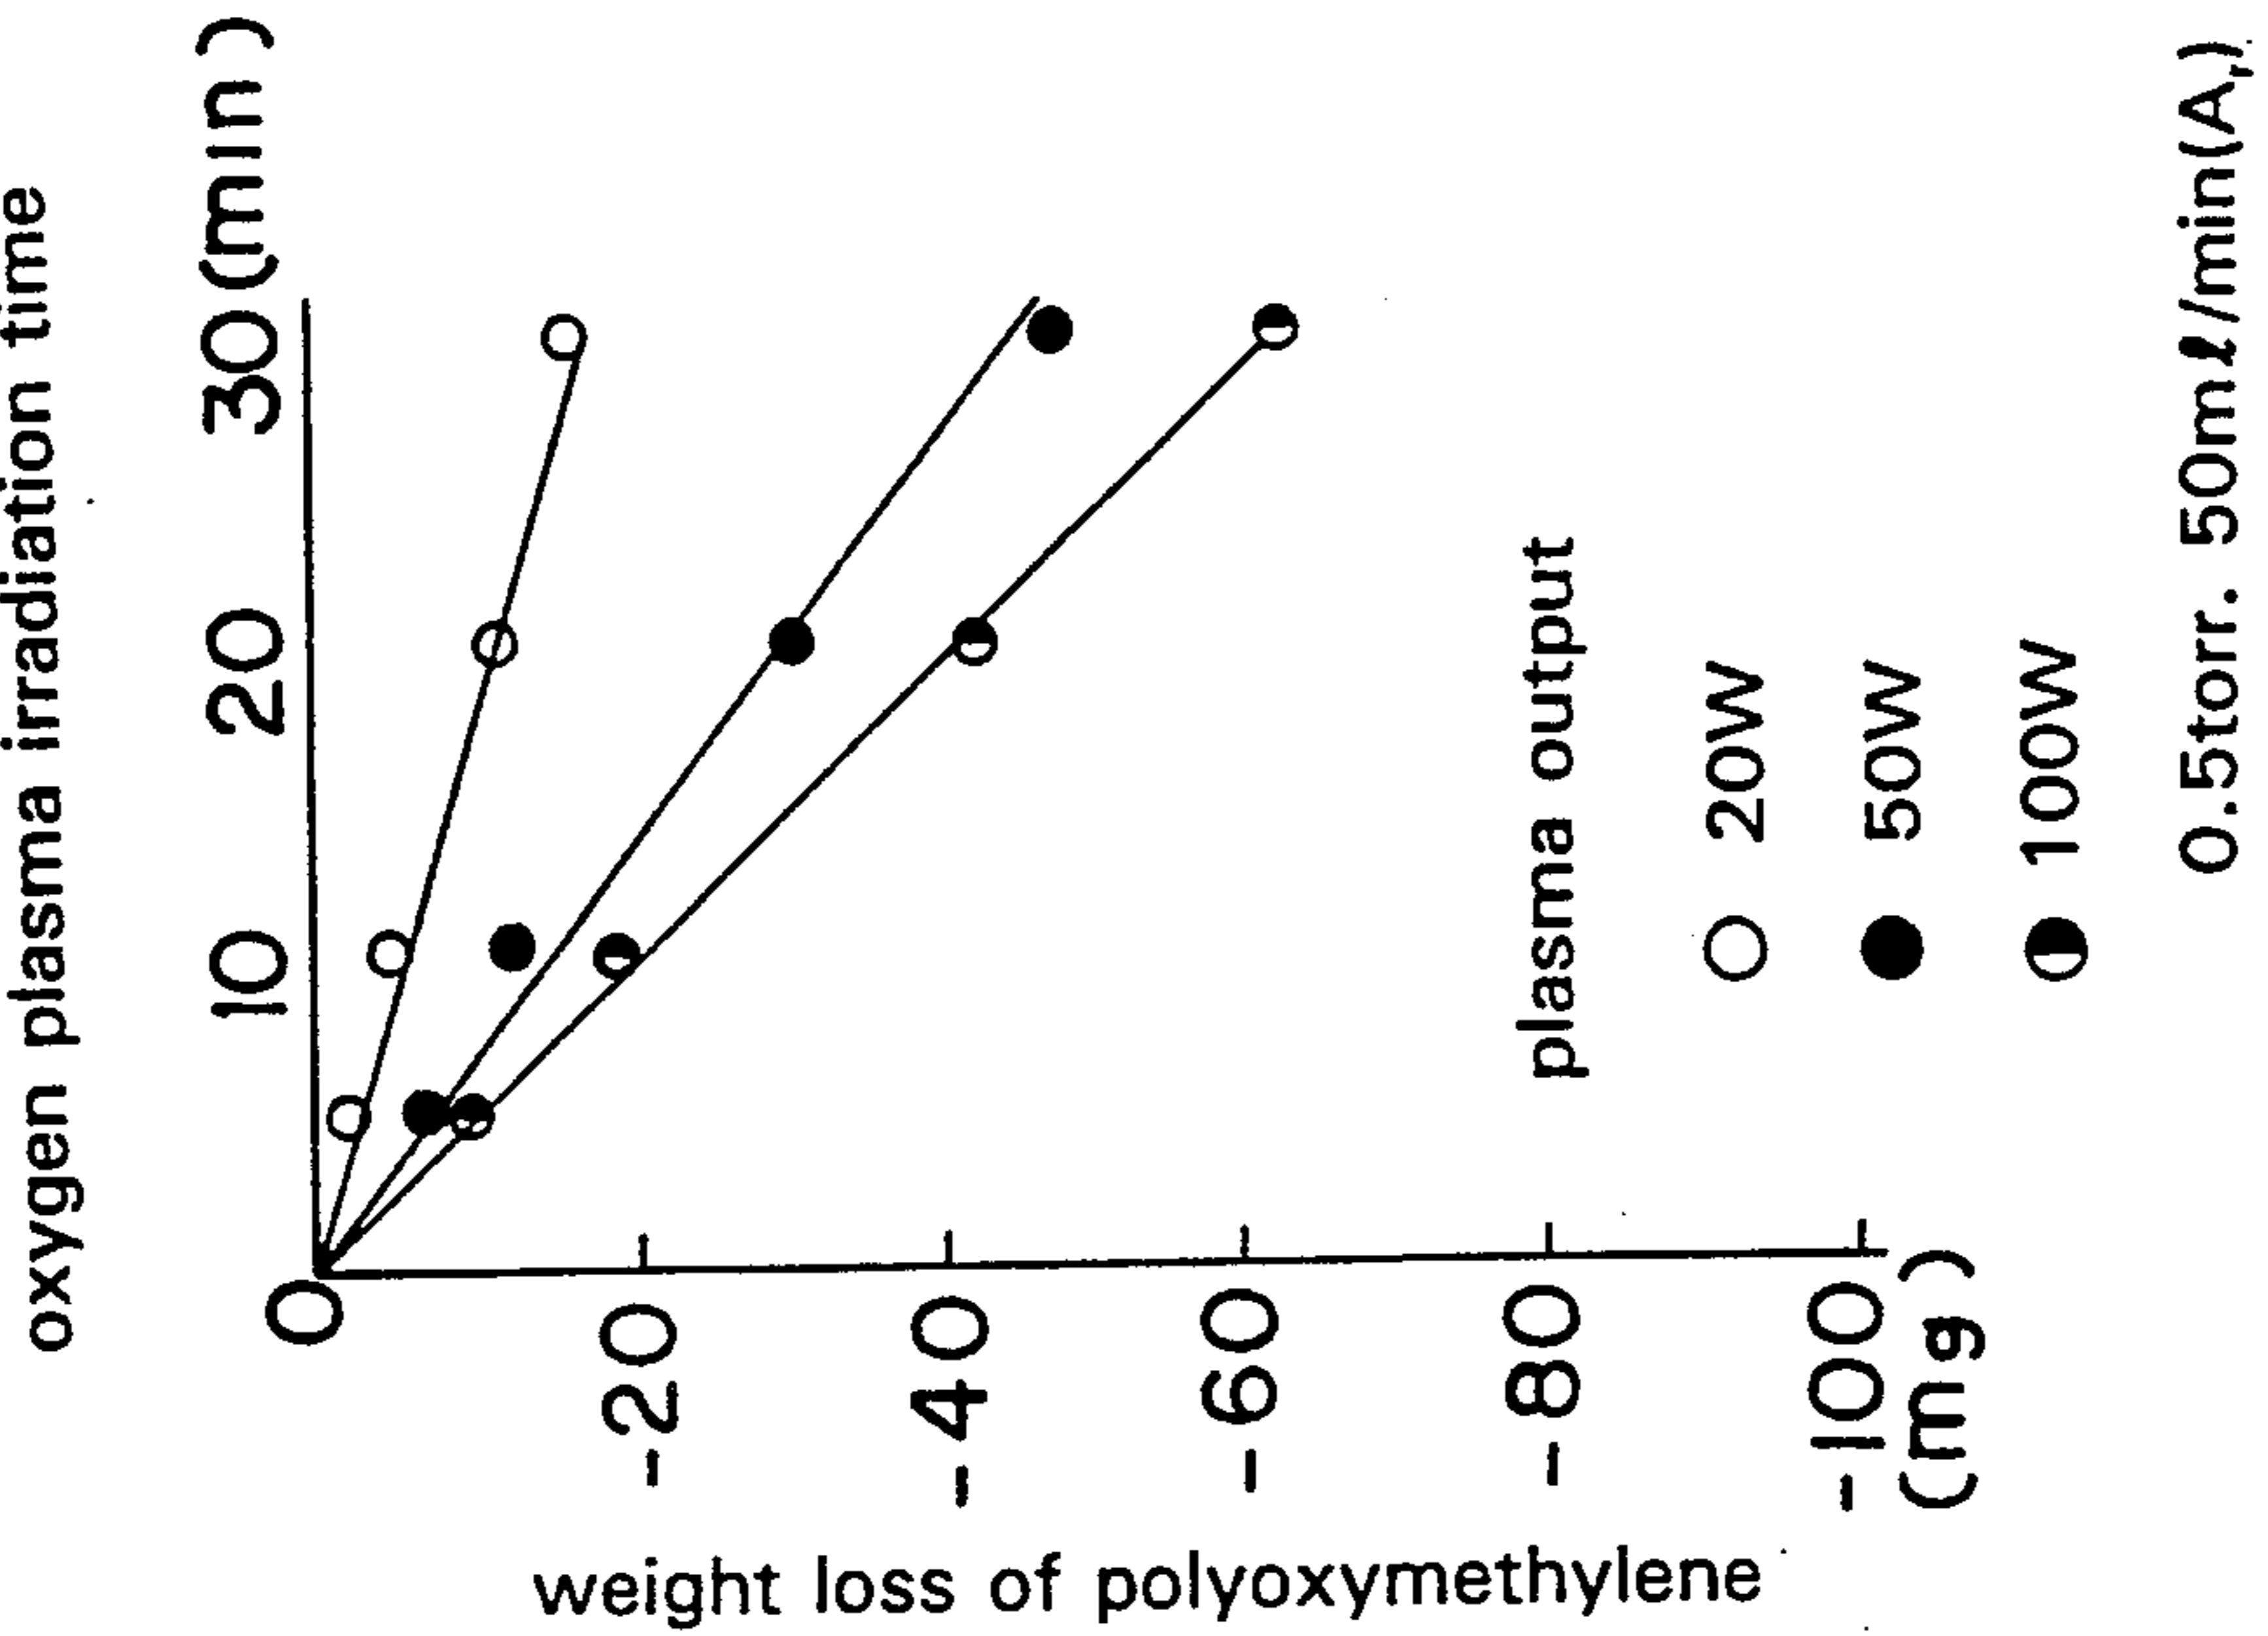 oxygen plasma irradiation time
10 20 30(min)
0
-20
-40
-60
-80
-100
(mg)
weight loss of polyoxymethylene
plasma output
20W
50W
100W
0.5torr. 50mℓ/min(Ar)